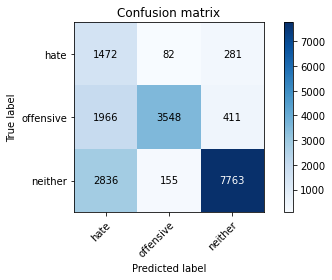 Confusion matrix
True label
hate
1472
82
281
offensive
1966
3548
411
neither
2836
155
7763
hate
offensive
neither
Predicted label
7000
6000
5000
4000
3000
2000
1000